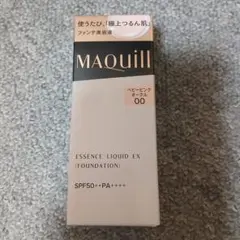 使うたび、「極上つるん肌」
ファンデ美容液
MAQuill
ベビーピンク
オークル
00
ESSENCE LIQUID EX
(FOUNDATION)
SPF50++PA++++